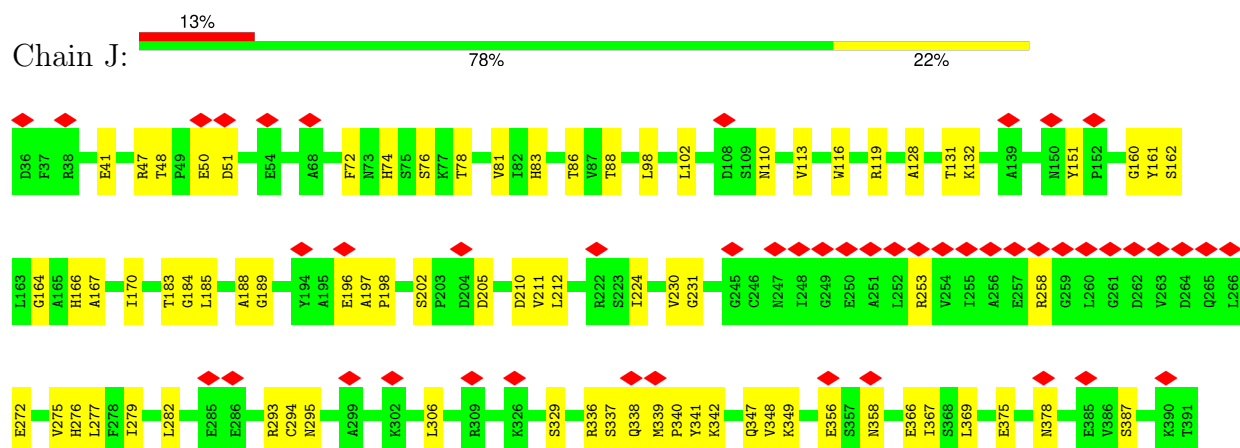 13%
Chain J:
78% 22%
D36 F37 R38 E41 R47 T48 P49 E50 D51 E54 A68 F72 N73 H74 S75 S76 K77 T78 V81 I82 H83 T86 V87 T88 L98 L102 D108 S109 N110 V113 W116 R119 A128 T131 K132 A139 N150 Y151 P152 G160 Y161 S162
L163 G164 A165 H166 A167 I170 T183 G184 L185 A188 G189 Y194 A195 E196 A197 P198 S202 P203 D204 D205 D210 V211 L212 R222 S223 I224 V230 G231 G245 C246 N247 I248 G249 E250 A251 L252 R253 V254 I255 A256 E257 R258 G259 L260 G261 D262 V263 D264 Q265 L266
E272 V275 H276 L277 F278 I279 L282 E285 E286 R293 C294 N295 A299 K302 L306 R309 K326 S329 R336 S337 Q338 M339 P340 Y341 K342 Q347 V348 K349 E356 S357 N358 E366 I367 S368 L369 E375 N378 E385 V386 S387 K390 T391